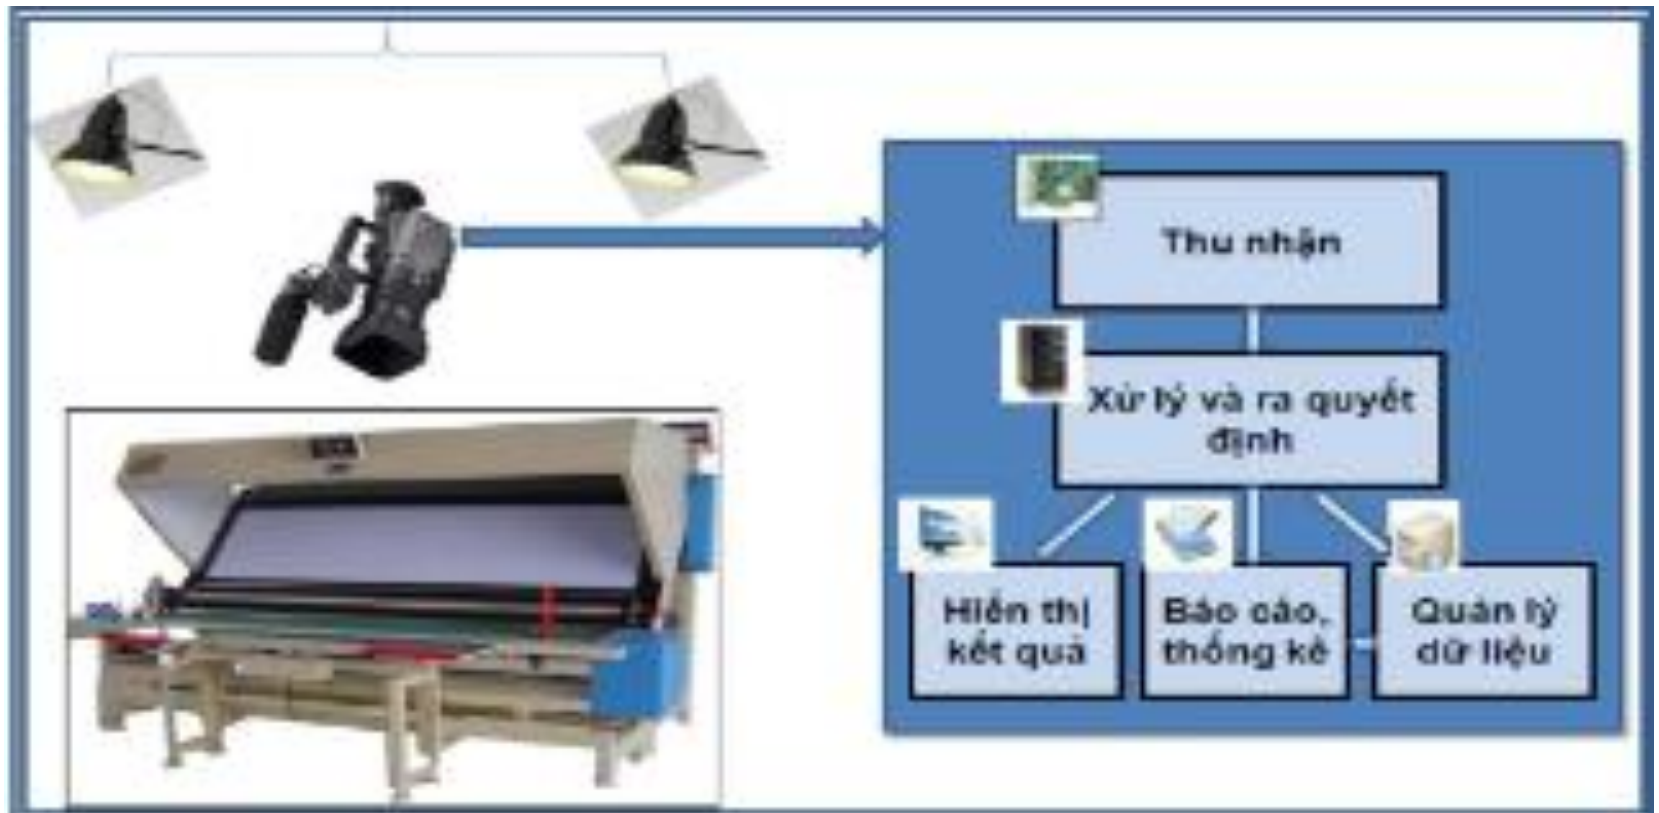 Thu nhận
Xử lý và ra quyết
định
Hiển thị
kết quả
Báo cáo,
thống kê
Quản lý
dữ liệu